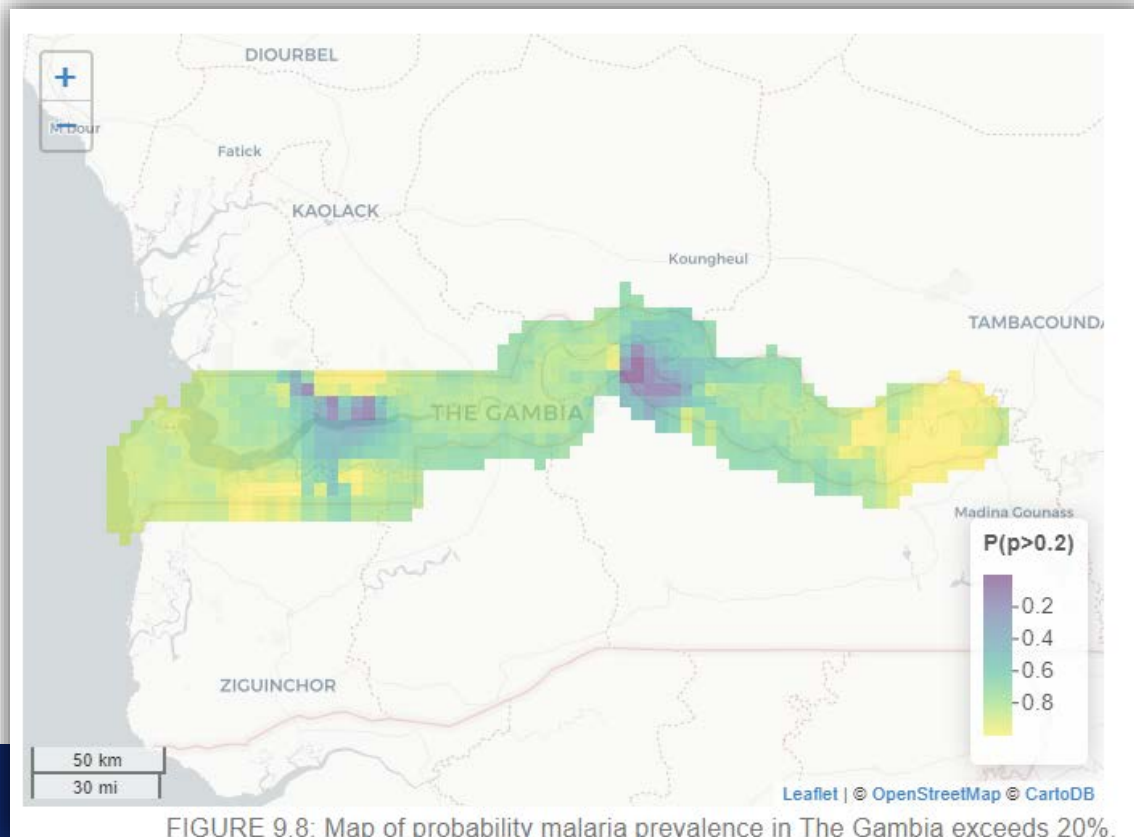 DIOURBEL
+
−
M'Bour
Fatick
KAOLACK
Koungheul
TAMBACOUNDA
THE GAMBIA
Madina Gounass
P(p>0.2)
0.2
0.4
0.6
0.8
ZIGUINCHOR
50 km
30 mi
Leaflet | © OpenStreetMap © CartoDB
FIGURE 9.8: Map of probability malaria prevalence in The Gambia exceeds 20%.